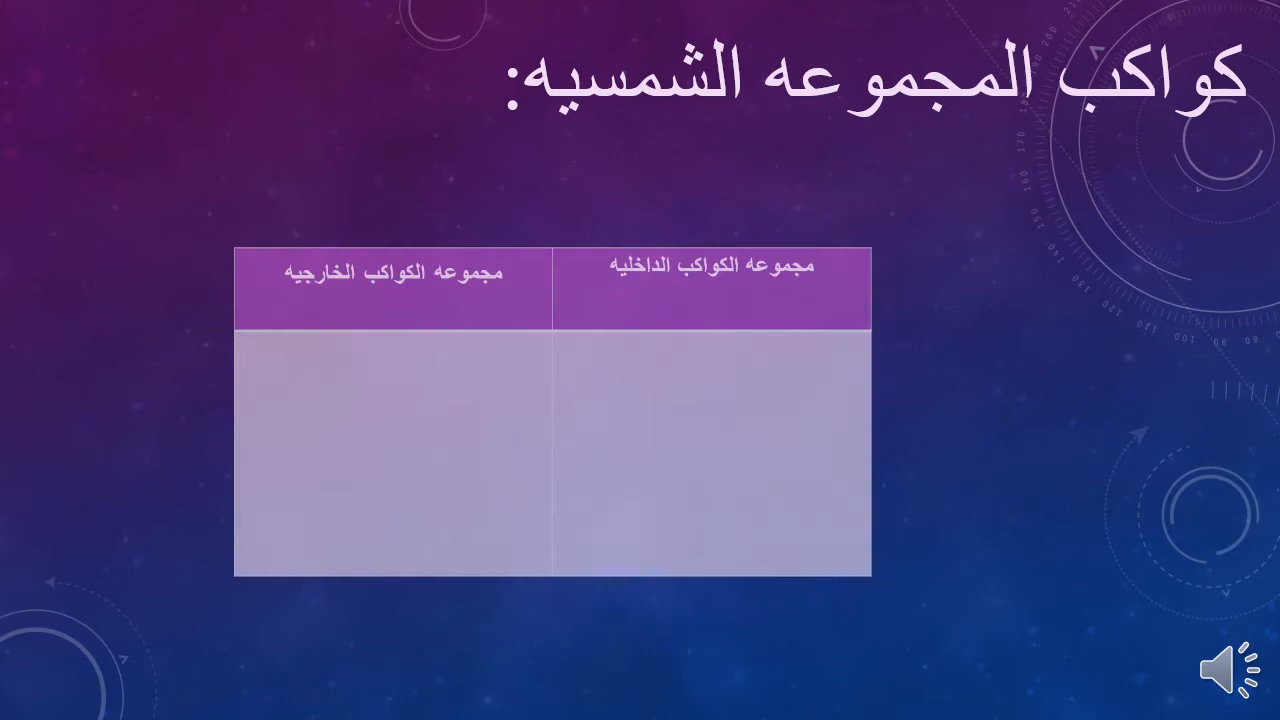 كواكب المجموعه الشمسيه:
مجموعه الكواكب الداخليه
مجموعه الكواكب الخارجيه